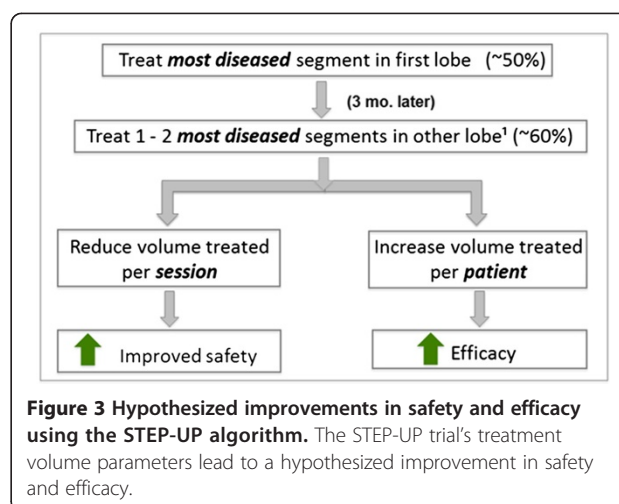 Treat most diseased segment in first lobe (~50%)
(3 mo. later)
Treat 1 - 2 most diseased segments in other lobe¹ (~60%)
Reduce volume treated
per session
Increase volume treated
per patient
Improved safety
Efficacy
Figure 3 Hypothesized improvements in safety and efficacy
using the STEP-UP algorithm. The STEP-UP trial's treatment
volume parameters lead to a hypothesized improvement in safety
and efficacy.